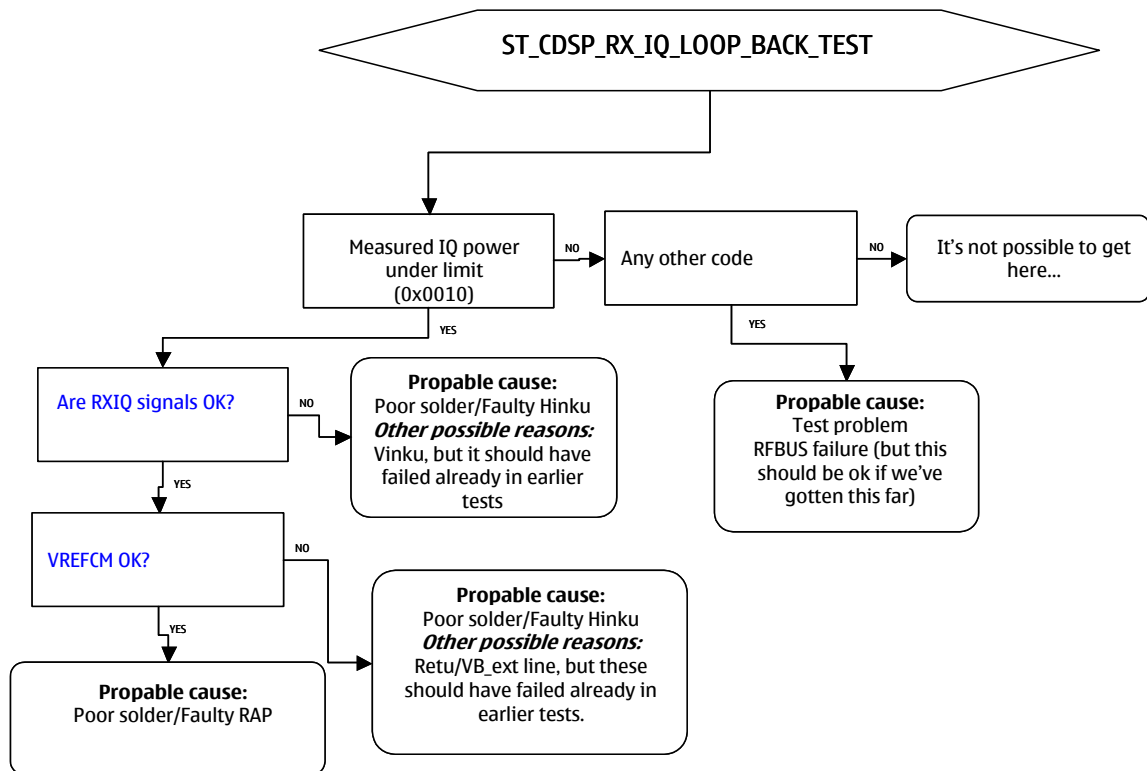 ST_CDSP_RX_IQ_LOOP_BACK_TEST
Measured IQ power
under limit
(0x0010)
NO
Any other code
NO
It's not possible to get
here...
YES
YES
Are RXIQ signals OK?
NO
Propable cause:
Poor solder/Faulty Hinku
Other possible reasons:
Vinku, but it should have
failed already in earlier
tests
Propable cause:
Test problem
RFBUS failure (but this
should be ok if we've
gotten this far)
YES
VREFCM OK?
NO
Propable cause:
Poor solder/Faulty Hinku
Other possible reasons:
Retu/VB_ext line, but these
should have failed already in
earlier tests.
YES
Propable cause:
Poor solder/Faulty RAP